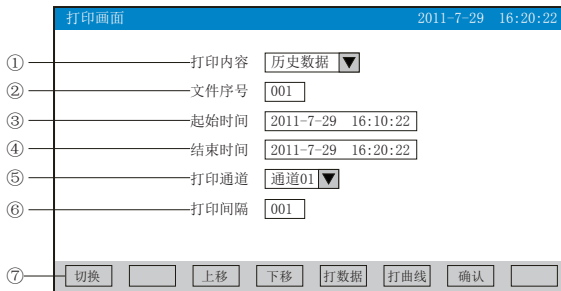 打印画面 2011-7-29 16:20:22
① 打印内容 历史数据
② 文件序号 001
③ 起始时间 2011-7-29 16:10:22
④ 结束时间 2011-7-29 16:20:22
⑤ 打印通道 通道01
⑥ 打印间隔 001
⑦ 切换 上移 下移 打数据 打曲线 确认